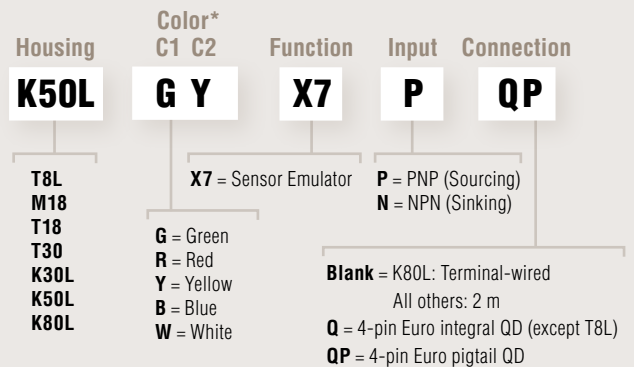 Color*
Housing C1 C2 Function Input Connection
K50L G Y X7 P QP
T8L
M18
T18
T30
K30L
K50L
K80L
G = Green
R = Red
Y = Yellow
B = Blue
W = White
X7 = Sensor Emulator
P = PNP (Sourcing)
N = NPN (Sinking)
Blank = K80L: Terminal-wired
All others: 2 m
Q = 4-pin Euro integral QD (except T8L)
QP = 4-pin Euro pigtail QD